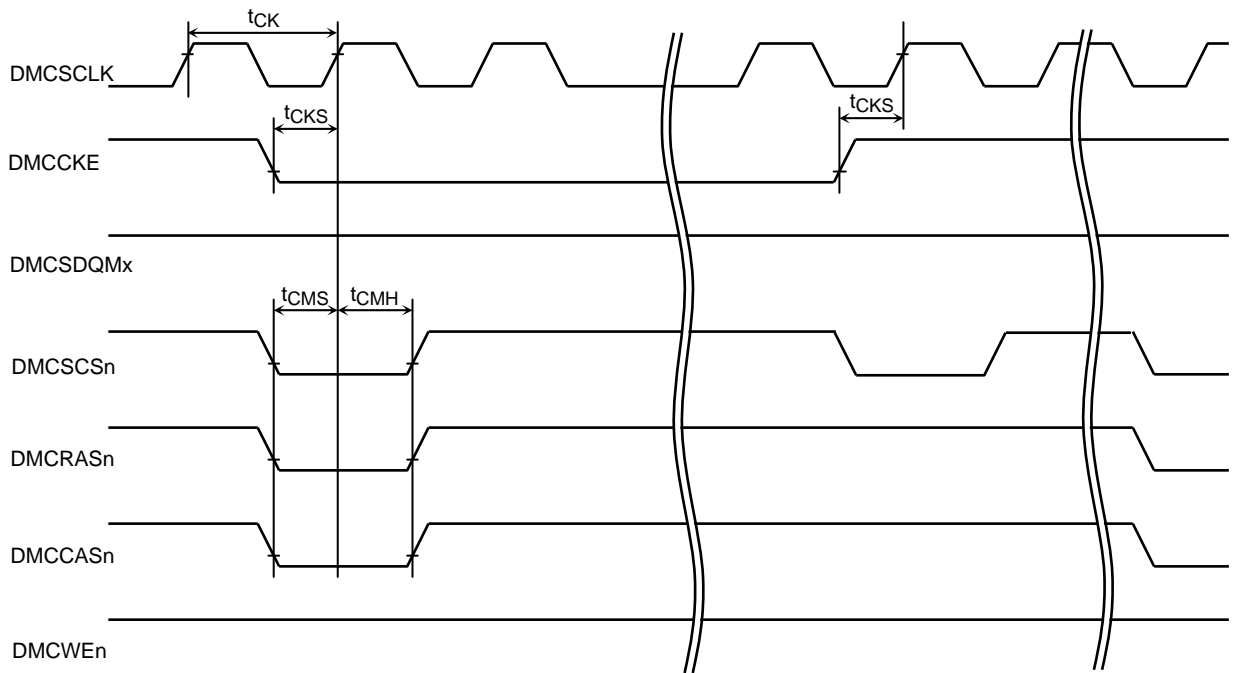 tCK
DMCSCLK
tCKS
tCKS
DMCCKE
DMCSDQMx
tCMS
tCMH
DMCSCSn
DMCRASn
DMCCASn
DMCWEn